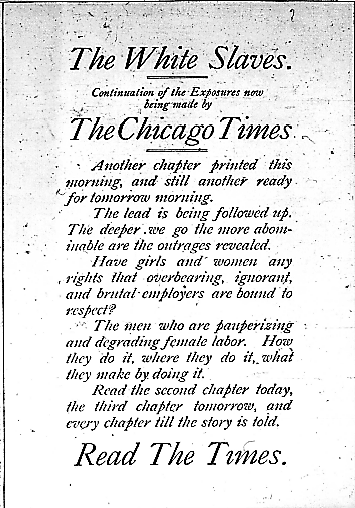 The White Slaves.
Continuation of the Exposures now
being made by
The Chicago Times
Another chapter printed this
morning, and still another ready
for tomorrow morning.
The lead is being followed up.
The deeper we go the more abom-
inable are the outrages revealed.
Have girls and women any
rights that overbearing, ignorant,
and brutal employers are bound to
respect?
The men who are pauperizing
and degrading female labor. How
they do it, where they do it, what
they make by doing it.
Read the second chapter today,
the third chapter tomorrow, and
every chapter till the story is told.
Read The Times.